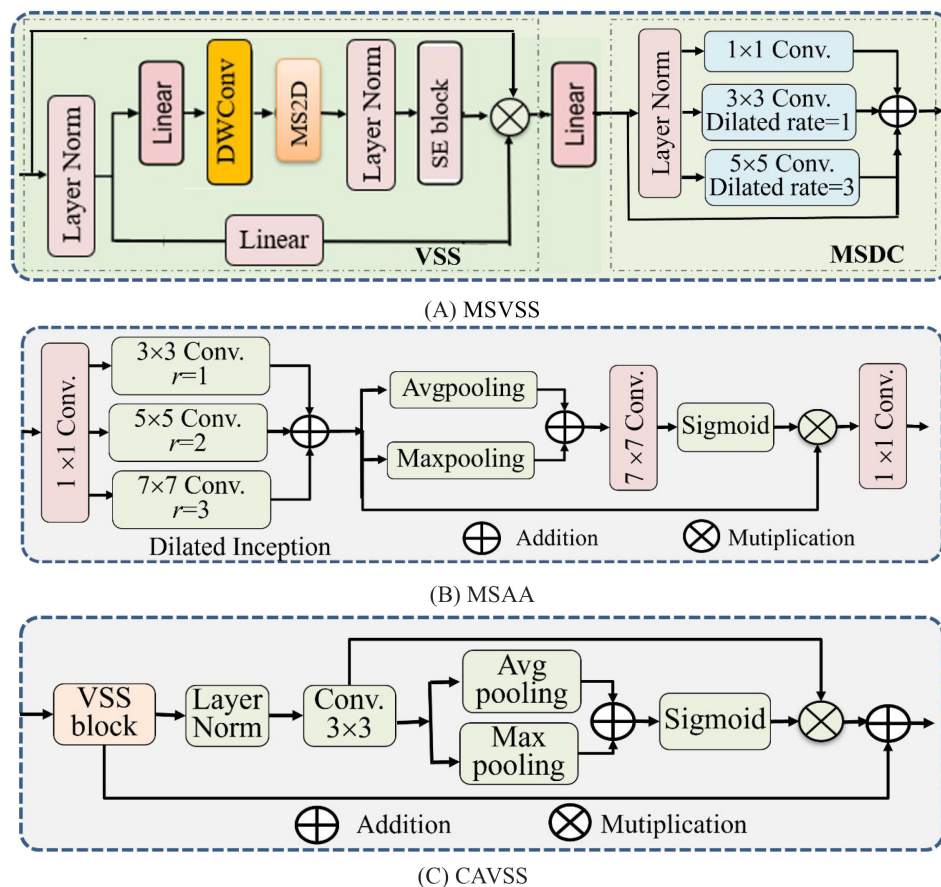 Layer Norm
Linear
DWConv
MS2D
Layer Norm
SE block
Linear
VSS
Linear
Layer Norm
1×1 Conv.
3×3 Conv.
Dilated rate=1
5×5 Conv.
Dilated rate=3
MSDC
(A) MSVSS
1 ×1 Conv.
3×3 Conv.
r=1
5×5 Conv.
r=2
7×7 Conv.
r=3
Dilated Inception
Avgpooling
Maxpooling
7 ×7 Conv.
Sigmoid
1 ×1 Conv.
Addition
Mutiplication
(B) MSAA
VSS
block
Layer
Norm
Conv.
3×3
Avg
pooling
Max
pooling
Sigmoid
Addition
Mutiplication
(C) CAVSS